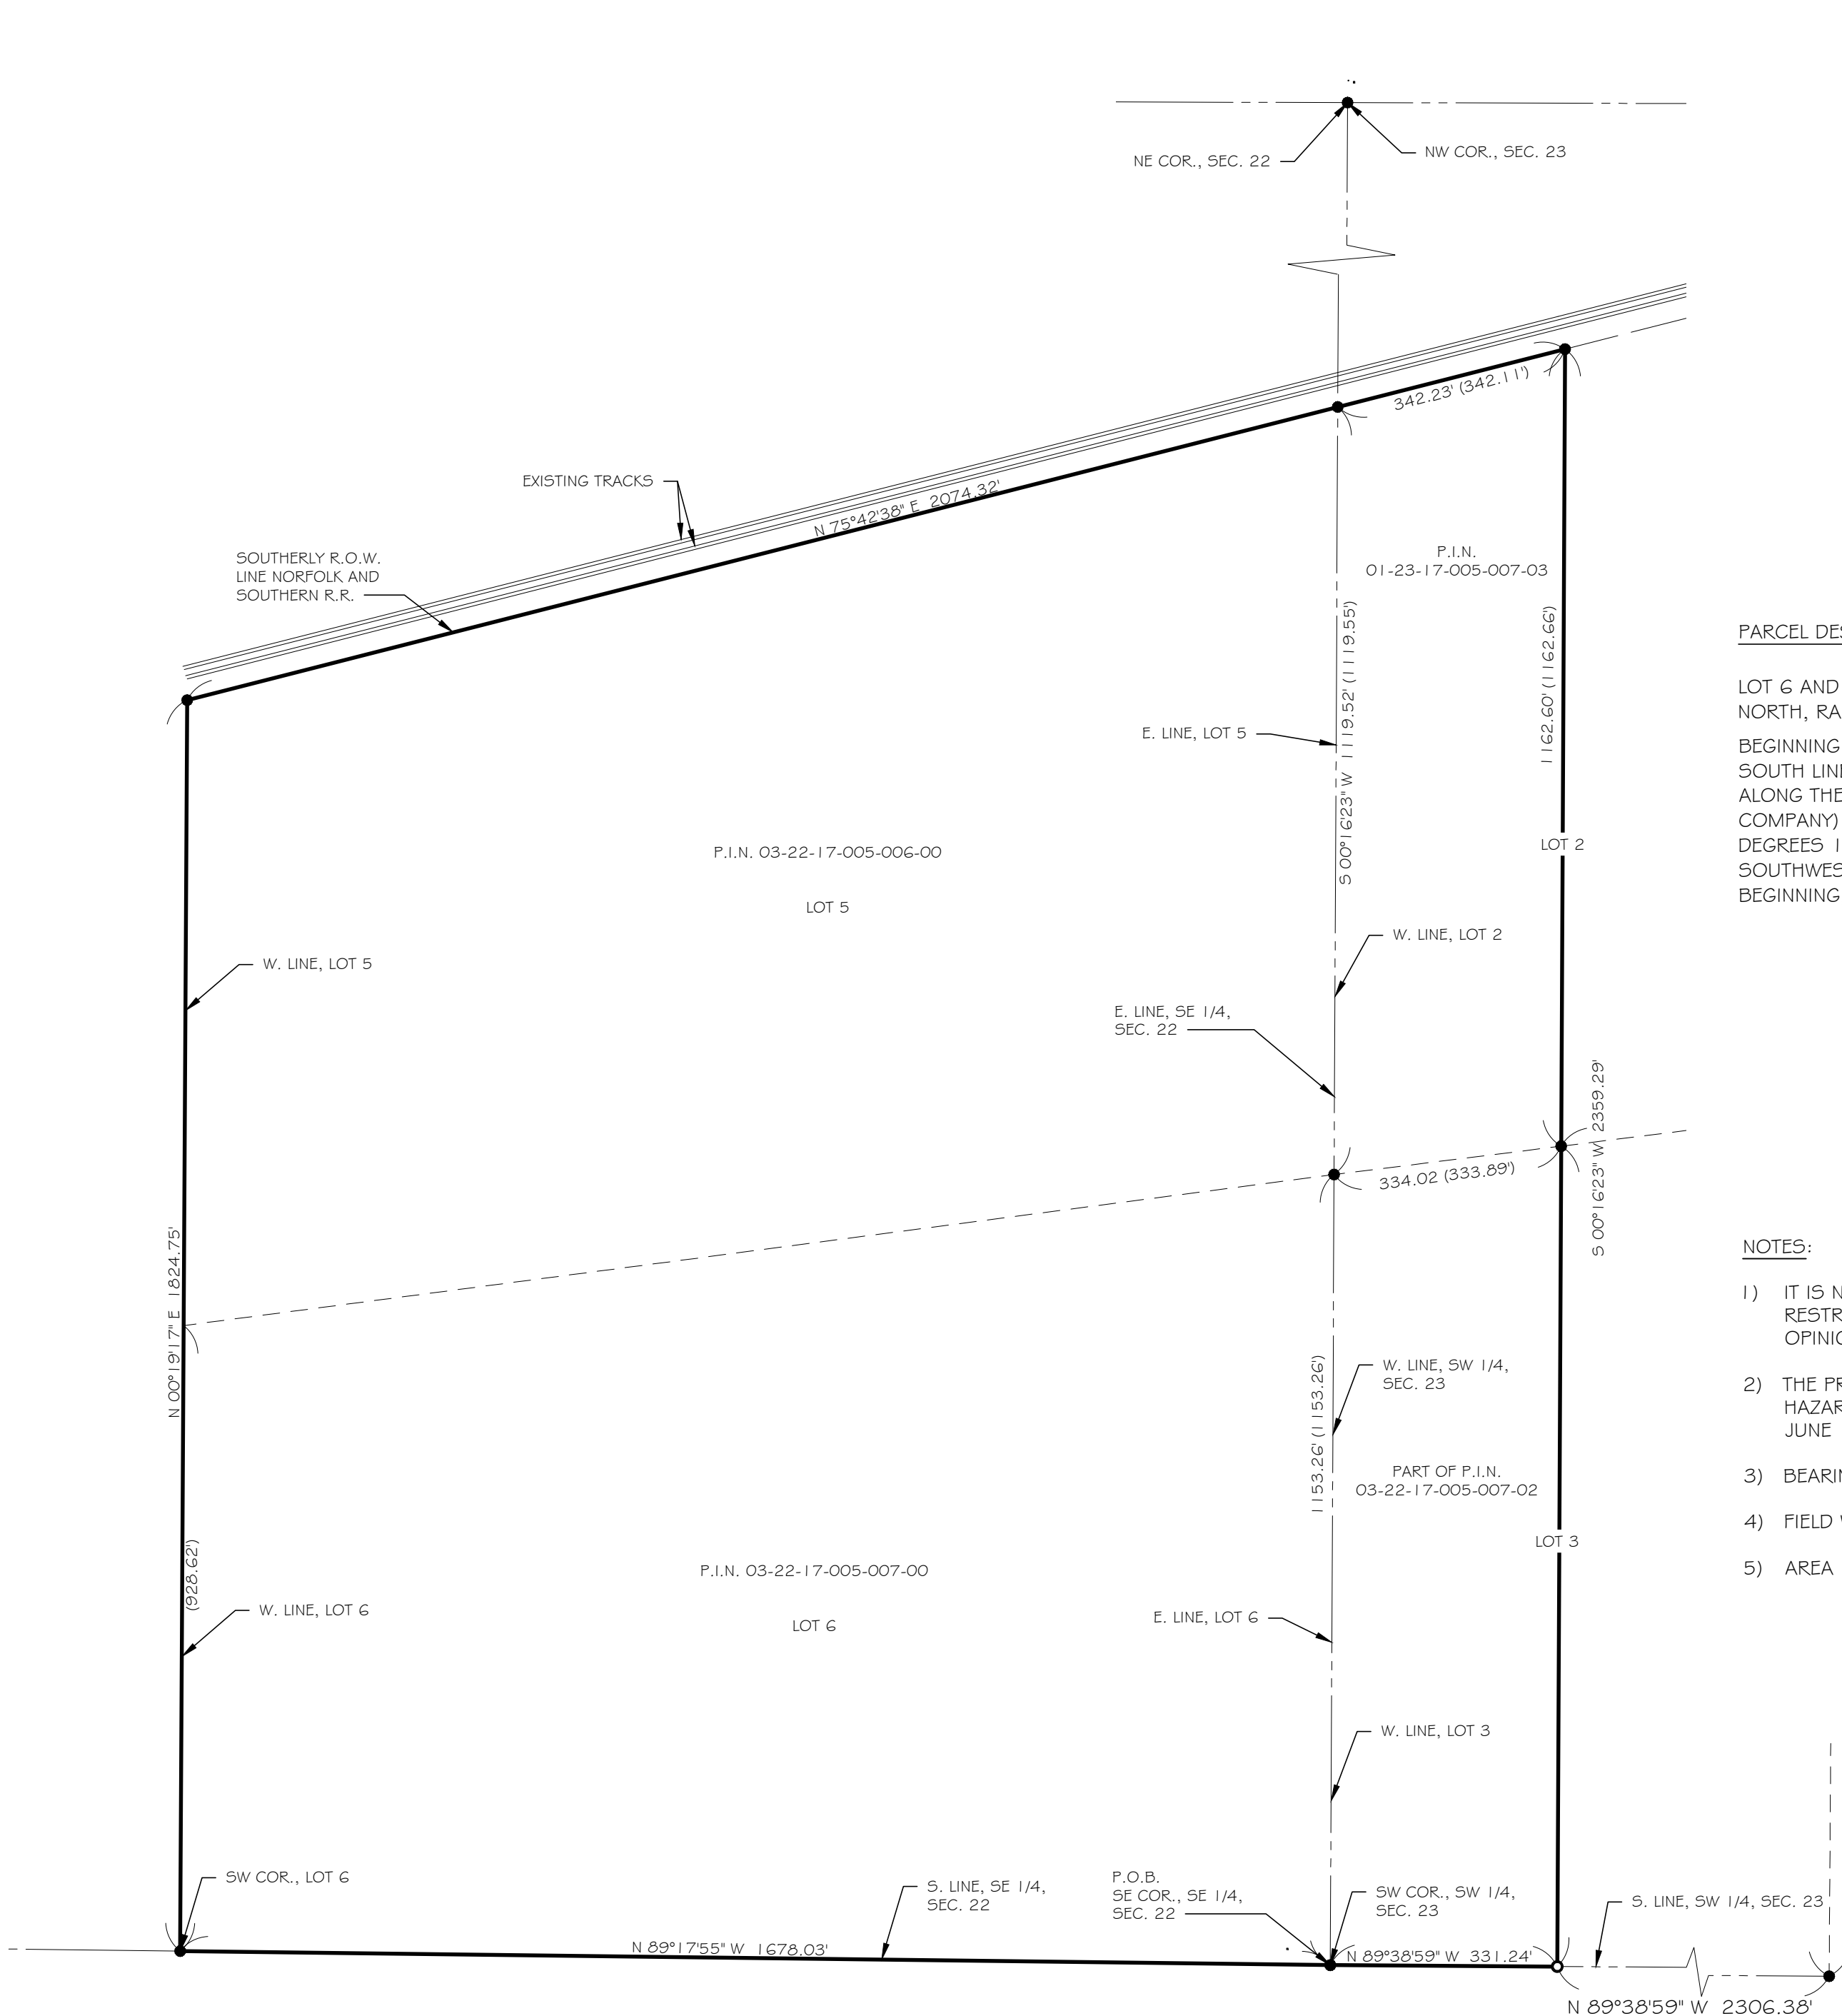 NE COR., SEC. 22
NW COR., SEC. 23
342.23' (342.11')
EXISTING TRACKS
N 75°42'38" E 2074.32'
SOUTHERLY R.O.W.
LINE NORFOLK AND
SOUTHERN R.R.
P.I.N.
01-23-17-005-007-03
S 00°16'23" W 1119.52' (1119.55')
1162.60' (1162.66')
E. LINE, LOT 5
P.I.N. 03-22-17-005-006-00
LOT 5
LOT 2
W. LINE, LOT 5
W. LINE, LOT 2
E. LINE, SE 1/4,
SEC. 22
334.02 (333.89')
S 00°16'23" W 2359.29'
N 00°19'17" E 1824.75'
(928.62')
1153.26' (1153.26')
W. LINE, SW 1/4,
SEC. 23
PART OF P.I.N.
03-22-17-005-007-02
LOT 3
P.I.N. 03-22-17-005-007-00
LOT 6
W. LINE, LOT 6
E. LINE, LOT 6
W. LINE, LOT 3
SW COR., LOT 6
S. LINE, SE 1/4,
SEC. 22
P.O.B.
SE COR., SE 1/4,
SEC. 22
SW COR., SW 1/4,
SEC. 23
S. LINE, SW 1/4, SEC. 23
N 89°17'55" W 1678.03'
N 89°38'59" W 331.24'
N 89°38'59" W 2306.38'
PARCEL DES
LOT 6 AND
NORTH, RA
BEGINNING
SOUTH LINE
ALONG THE
COMPANY)
DEGREES 1
SOUTHWES
BEGINNING
NOTES:
1) IT IS N
RESTR
OPINIO
2) THE PR
HAZAR
JUNE
3) BEARIN
4) FIELD W
5) AREA